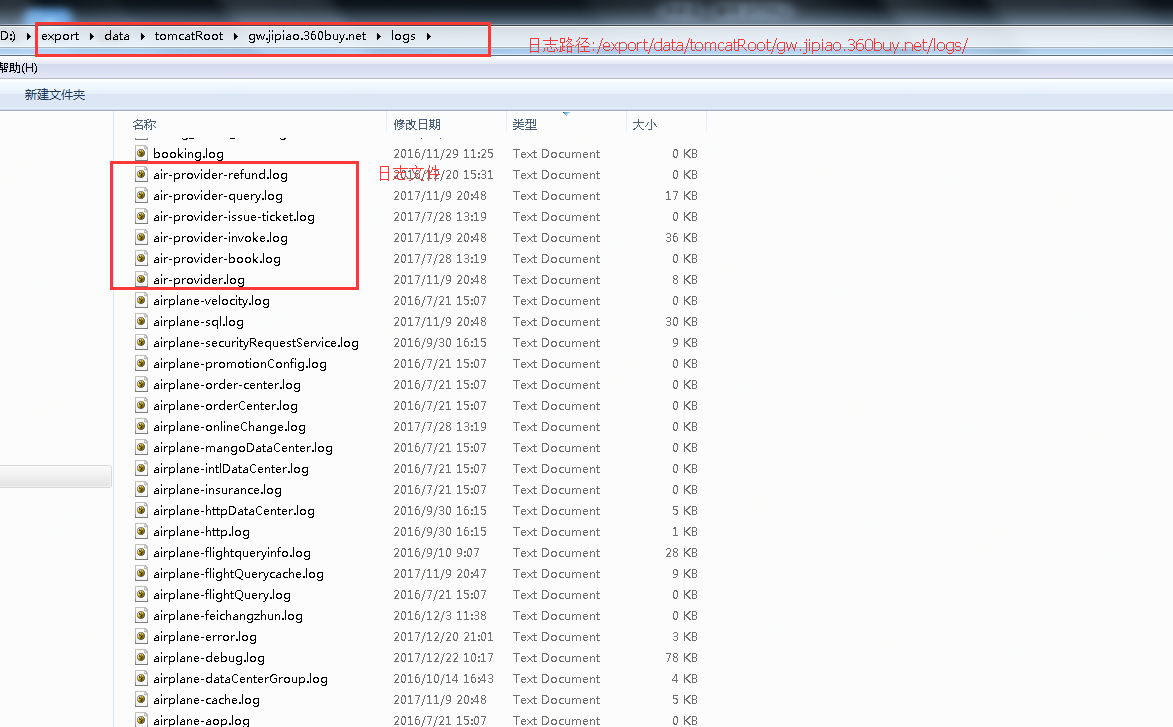 D:) ▸ export ▸ data ▸ tomcatRoot ▸ gw.jipiao.360buy.net ▸ logs ▸
日志路径:/export/data/tomcatRoot/gw.jipiao.360buy.net/logs/
帮助(H)
新建文件夹
名称 修改日期 类型 大小
booking.log 2016/11/29 11:25 Text Document 0 KB
日志文件
air-provider-refund.log 15:31 Text Document 0 KB
air-provider-query.log 2017/11/9 20:48 Text Document 17 KB
air-provider-issue-ticket.log 2017/7/28 13:19 Text Document 0 KB
air-provider-invoke.log 2017/11/9 20:48 Text Document 36 KB
air-provider-book.log 2017/7/28 13:19 Text Document 0 KB
air-provider.log 2017/11/9 20:48 Text Document 8 KB
airplane-velocity.log 2016/7/21 15:07 Text Document 0 KB
airplane-sql.log 2017/11/9 20:48 Text Document 30 KB
airplane-securityRequestService.log 2016/9/30 16:15 Text Document 9 KB
airplane-promotionConfig.log 2016/7/21 15:07 Text Document 0 KB
airplane-order-center.log 2016/7/21 15:07 Text Document 0 KB
airplane-orderCenter.log 2016/7/21 15:07 Text Document 0 KB
airplane-onlineChange.log 2017/7/28 13:19 Text Document 0 KB
airplane-mangoDataCenter.log 2016/7/21 15:07 Text Document 0 KB
airplane-intlDataCenter.log 2016/7/21 15:07 Text Document 0 KB
airplane-insurance.log 2016/7/21 15:07 Text Document 0 KB
airplane-httpDataCenter.log 2016/9/30 16:15 Text Document 5 KB
airplane-http.log 2016/9/30 16:15 Text Document 1 KB
airplane-flightqueryinfo.log 2016/9/10 9:07 Text Document 28 KB
airplane-flightQuerycache.log 2017/11/9 20:47 Text Document 9 KB
airplane-flightQuery.log 2016/7/21 15:07 Text Document 0 KB
airplane-feichangzhun.log 2016/12/3 11:38 Text Document 0 KB
airplane-error.log 2017/12/20 21:01 Text Document 3 KB
airplane-debug.log 2017/12/22 10:17 Text Document 78 KB
airplane-dataCenterGroup.log 2016/10/14 16:43 Text Document 4 KB
airplane-cache.log 2017/11/9 20:48 Text Document 5 KB
airplane-aop.log 2016/7/21 15:07 Text Document 0 KB